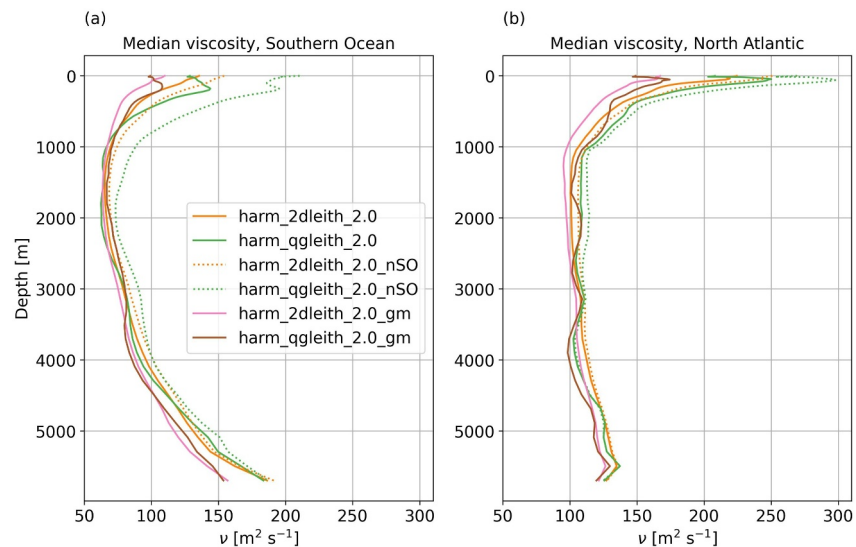 (a)
Median viscosity, Southern Ocean
0
1000
2000
3000
4000
5000
Depth [m]
50 100 150 200 250 300
ν [m² s⁻¹]
harm_2dleith_2.0
harm_qgleith_2.0
harm_2dleith_2.0_nSO
harm_qgleith_2.0_nSO
harm_2dleith_2.0_gm
harm_qgleith_2.0_gm
(b)
Median viscosity, North Atlantic
0
1000
2000
3000
4000
5000
50 100 150 200 250 300
ν [m² s⁻¹]